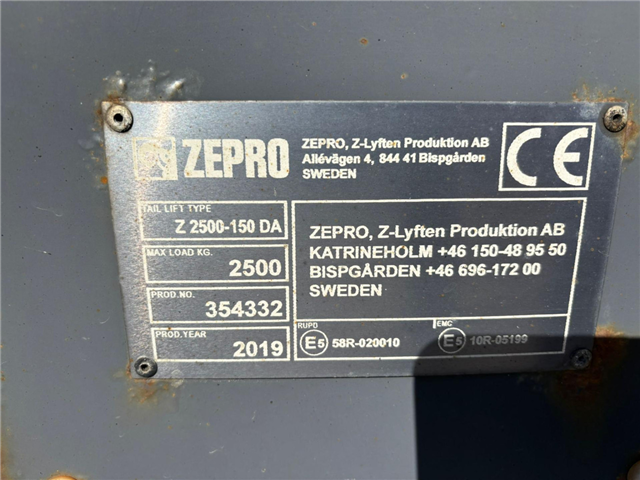 ZEPRO
ZEPRO, Z-Lyften Produktion AB
Allévägen 4, 844 41 Bispgården
SWEDEN
CE
TAIL LIFT TYPE
Z 2500-150 DA
MAX LOAD KG.
2500
PROD.NO.
354332
PROD.YEAR
2019
ZEPRO, Z-Lyften Produktion AB
KATRINEHOLM +46 150-48 95 50
BISPGÅRDEN +46 696-172 00
SWEDEN
RUPD
E5 58R-020010
EMC
E5 10R-05199